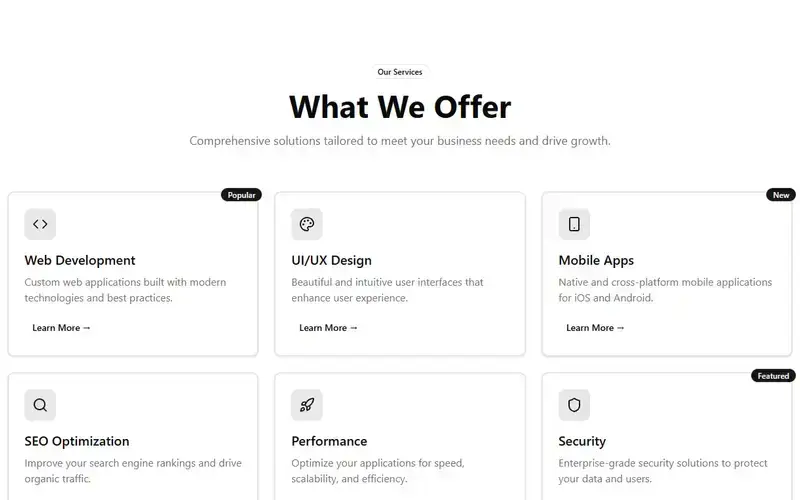 Our Services
What We Offer
Comprehensive solutions tailored to meet your business needs and drive growth.
Popular
Web Development
Custom web applications built with modern
technologies and best practices.
Learn More →
UI/UX Design
Beautiful and intuitive user interfaces that
enhance user experience.
Learn More →
New
Mobile Apps
Native and cross-platform mobile applications
for iOS and Android.
Learn More →
SEO Optimization
Improve your search engine rankings and drive
organic traffic.
Performance
Optimize your applications for speed,
scalability, and efficiency.
Featured
Security
Enterprise-grade security solutions to protect
your data and users.